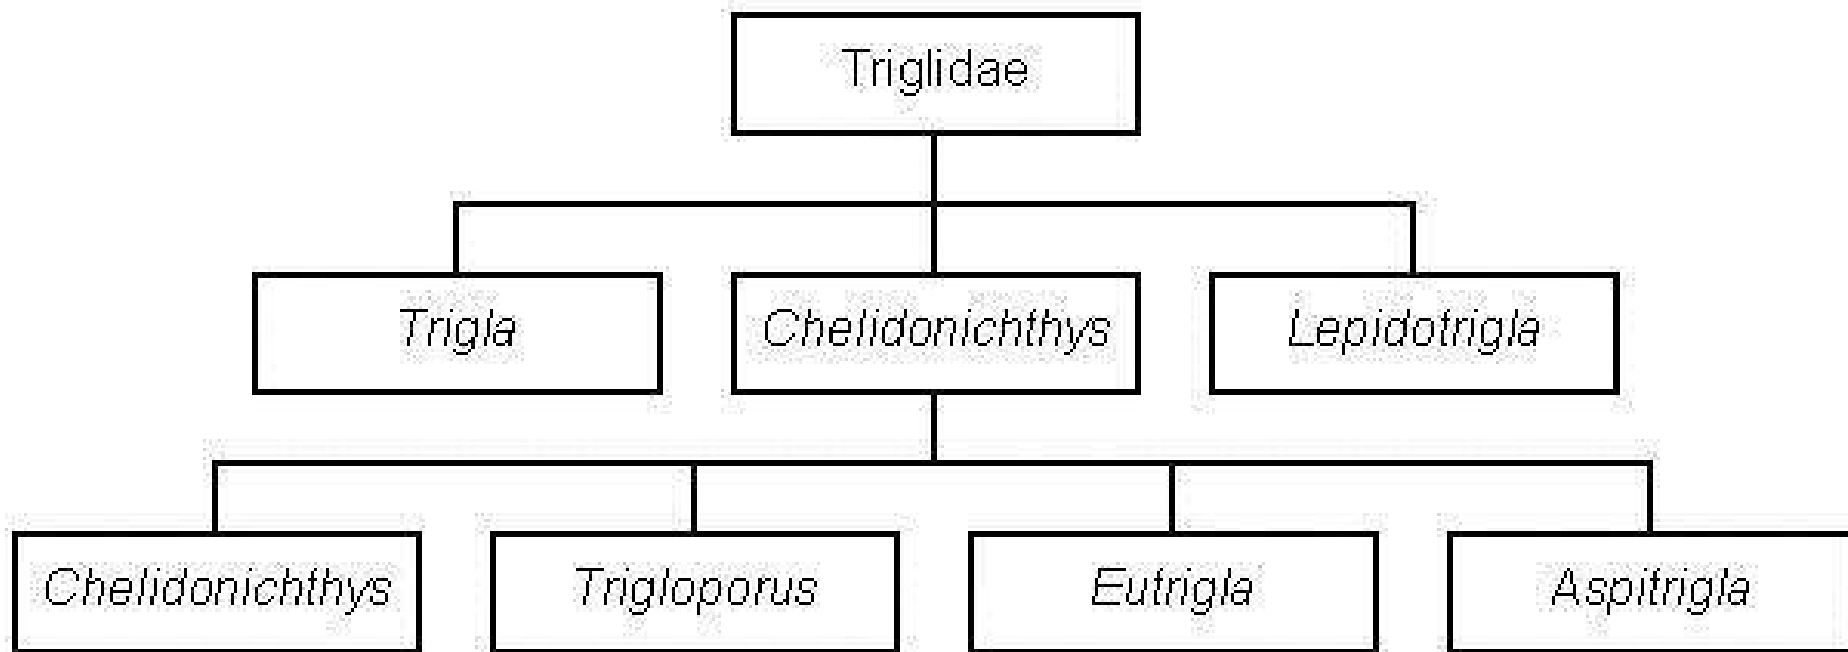 Triglidae
Trigla
Chelidonichthys
Lepidotrigla
Chelidonichthys
Trigloporus
Eutrigla
Aspitrigla